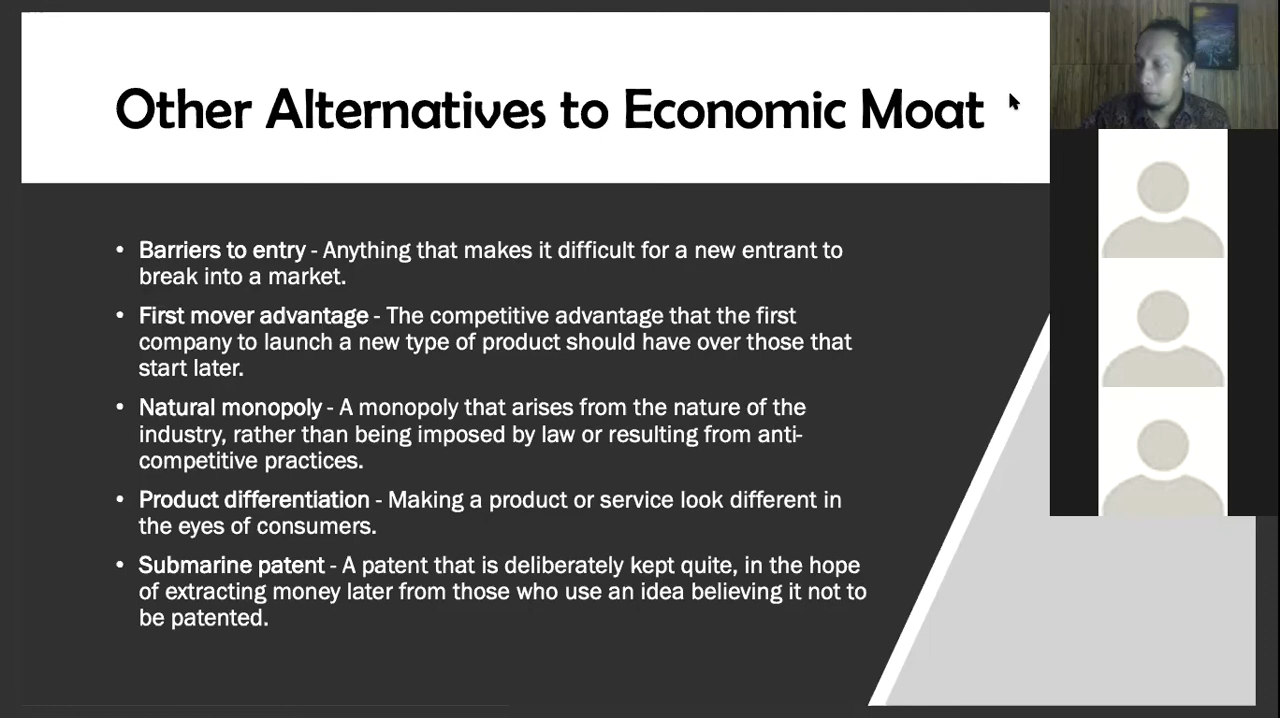 Other Alternatives to Economic Moat
• Barriers to entry - Anything that makes it difficult for a new entrant to
break into a market.
• First mover advantage - The competitive advantage that the first
company to launch a new type of product should have over those that
start later.
• Natural monopoly - A monopoly that arises from the nature of the
industry, rather than being imposed by law or resulting from anti-
competitive practices.
• Product differentiation - Making a product or service look different in
the eyes of consumers.
• Submarine patent - A patent that is deliberately kept quite, in the hope
of extracting money later from those who use an idea believing it not to
be patented.